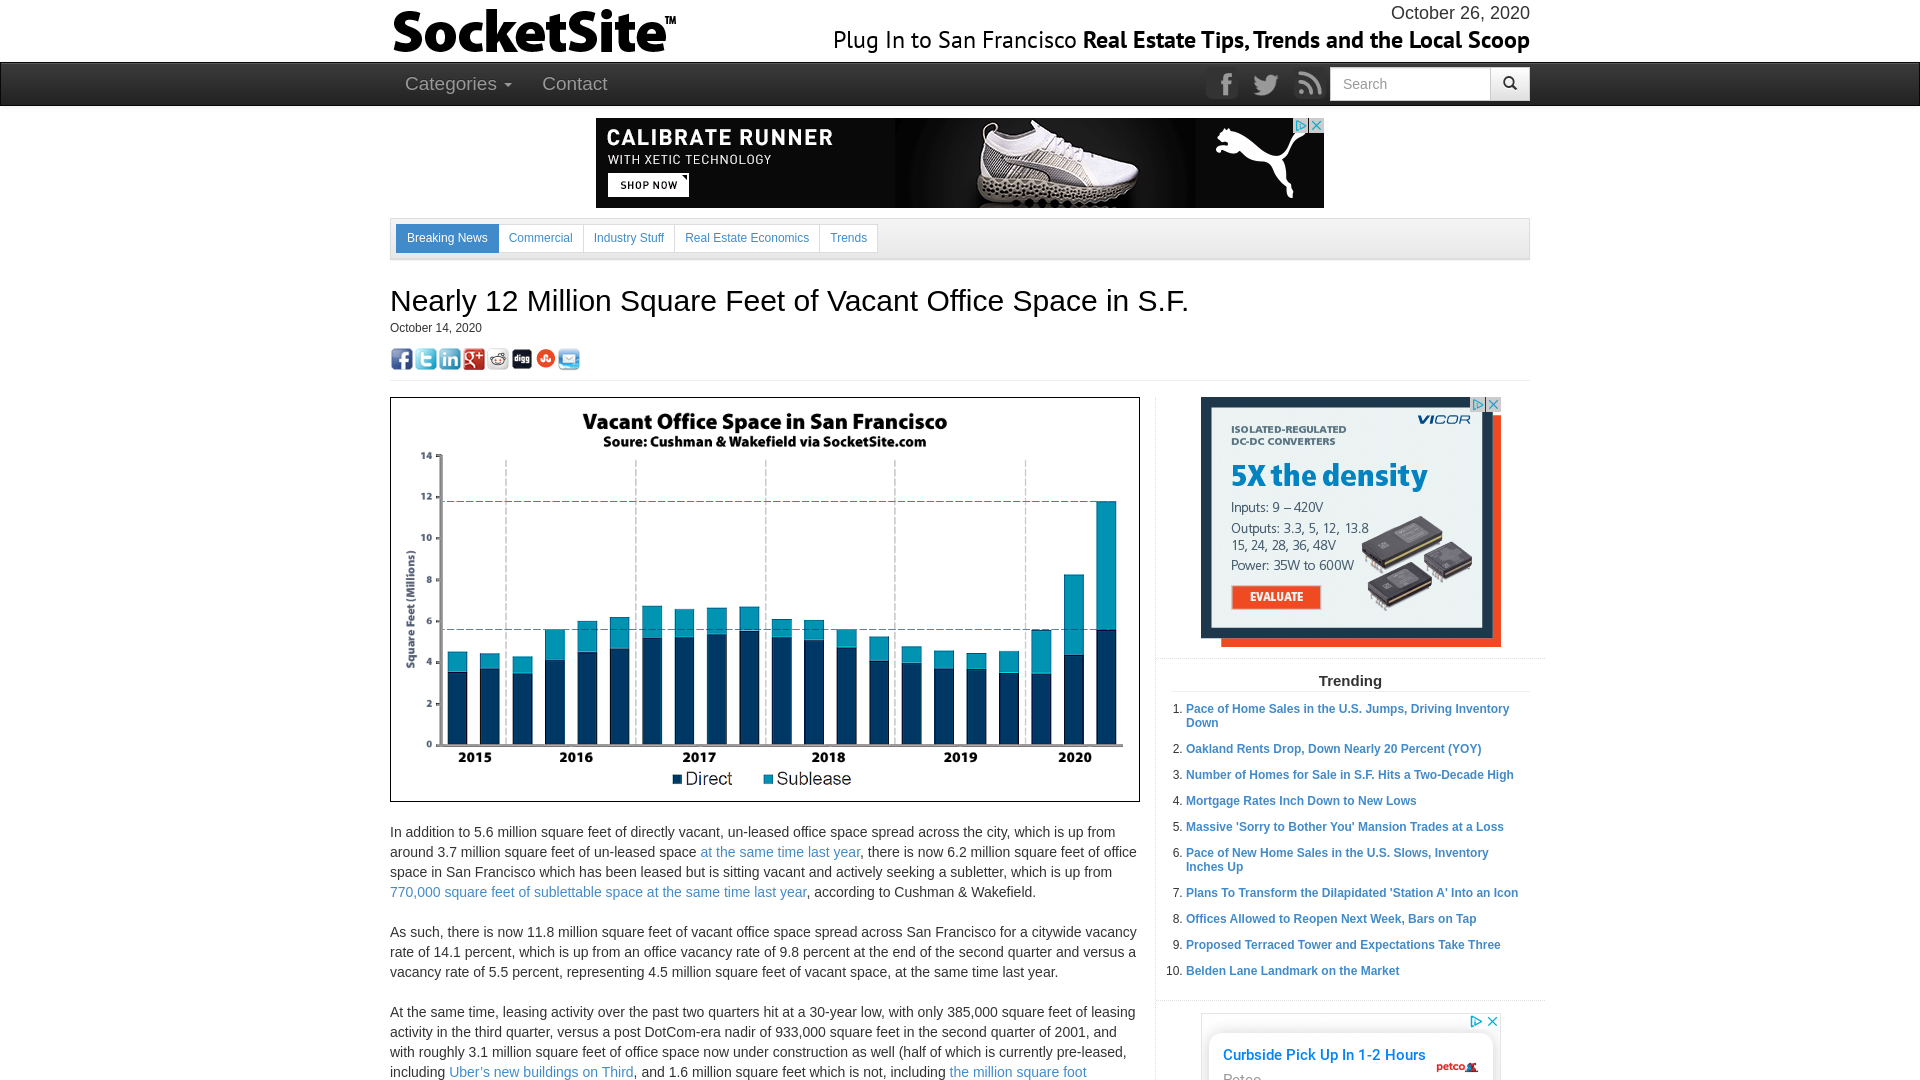 SocketSite™
October 26, 2020
Plug In to San Francisco Real Estate Tips, Trends and the Local Scoop
Categories
Contact
Search
CALIBRATE RUNNER
WITH XETIC TECHNOLOGY
SHOP NOW
Breaking News
Commercial
Industry Stuff
Real Estate Economics
Trends
Nearly 12 Million Square Feet of Vacant Office Space in S.F.
October 14, 2020
digg
Vacant Office Space in San Francisco
Soure: Cushman & Wakefield via SocketSite.com
Square Feet (Millions)
14
12
10
8
6
4
2
0
2015 2016 2017 2018 2019 2020
Direct Sublease
In addition to 5.6 million square feet of directly vacant, un-leased office space spread across the city, which is up from
around 3.7 million square feet of un-leased space at the same time last year, there is now 6.2 million square feet of office
space in San Francisco which has been leased but is sitting vacant and actively seeking a subletter, which is up from
770,000 square feet of sublettable space at the same time last year, according to Cushman & Wakefield.
As such, there is now 11.8 million square feet of vacant office space spread across San Francisco for a citywide vacancy
rate of 14.1 percent, which is up from an office vacancy rate of 9.8 percent at the end of the second quarter and versus a
vacancy rate of 5.5 percent, representing 4.5 million square feet of vacant space, at the same time last year.
At the same time, leasing activity over the past two quarters hit at a 30-year low, with only 385,000 square feet of leasing
activity in the third quarter, versus a post DotCom-era nadir of 933,000 square feet in the second quarter of 2001, and
with roughly 3.1 million square feet of office space now under construction as well (half of which is currently pre-leased,
including Uber’s new buildings on Third, and 1.6 million square feet which is not, including the million square foot
VICOR
ISOLATED-REGULATED
DC-DC CONVERTERS
5X the density
Inputs: 9 – 420V
Outputs: 3.3, 5, 12, 13.8
15, 24, 28, 36, 48V
Power: 35W to 600W
EVALUATE
Trending
1. Pace of Home Sales in the U.S. Jumps, Driving Inventory
Down
2. Oakland Rents Drop, Down Nearly 20 Percent (YOY)
3. Number of Homes for Sale in S.F. Hits a Two-Decade High
4. Mortgage Rates Inch Down to New Lows
5. Massive 'Sorry to Bother You' Mansion Trades at a Loss
6. Pace of New Home Sales in the U.S. Slows, Inventory
Inches Up
7. Plans To Transform the Dilapidated 'Station A' Into an Icon
8. Offices Allowed to Reopen Next Week, Bars on Tap
9. Proposed Terraced Tower and Expectations Take Three
10. Belden Lane Landmark on the Market
Curbside Pick Up In 1-2 Hours
petco
Petco